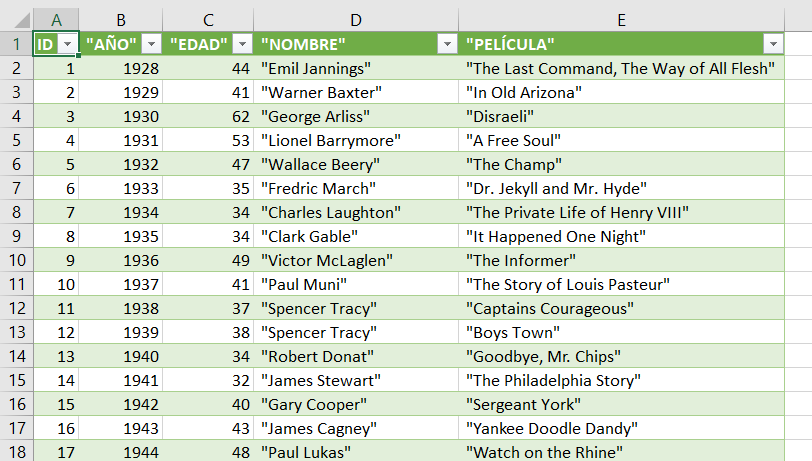 A B C D E
1 ID "AÑO" "EDAD" "NOMBRE" "PELÍCULA"
2 1 1928 44 "Emil Jannings" "The Last Command, The Way of All Flesh"
3 2 1929 41 "Warner Baxter" "In Old Arizona"
4 3 1930 62 "George Arliss" "Disraeli"
5 4 1931 53 "Lionel Barrymore" "A Free Soul"
6 5 1932 47 "Wallace Beery" "The Champ"
7 6 1933 35 "Fredric March" "Dr. Jekyll and Mr. Hyde"
8 7 1934 34 "Charles Laughton" "The Private Life of Henry VIII"
9 8 1935 34 "Clark Gable" "It Happened One Night"
10 9 1936 49 "Victor McLaglen" "The Informer"
11 10 1937 41 "Paul Muni" "The Story of Louis Pasteur"
12 11 1938 37 "Spencer Tracy" "Captains Courageous"
13 12 1939 38 "Spencer Tracy" "Boys Town"
14 13 1940 34 "Robert Donat" "Goodbye, Mr. Chips"
15 14 1941 32 "James Stewart" "The Philadelphia Story"
16 15 1942 40 "Gary Cooper" "Sergeant York"
17 16 1943 43 "James Cagney" "Yankee Doodle Dandy"
18 17 1944 48 "Paul Lukas" "Watch on the Rhine"